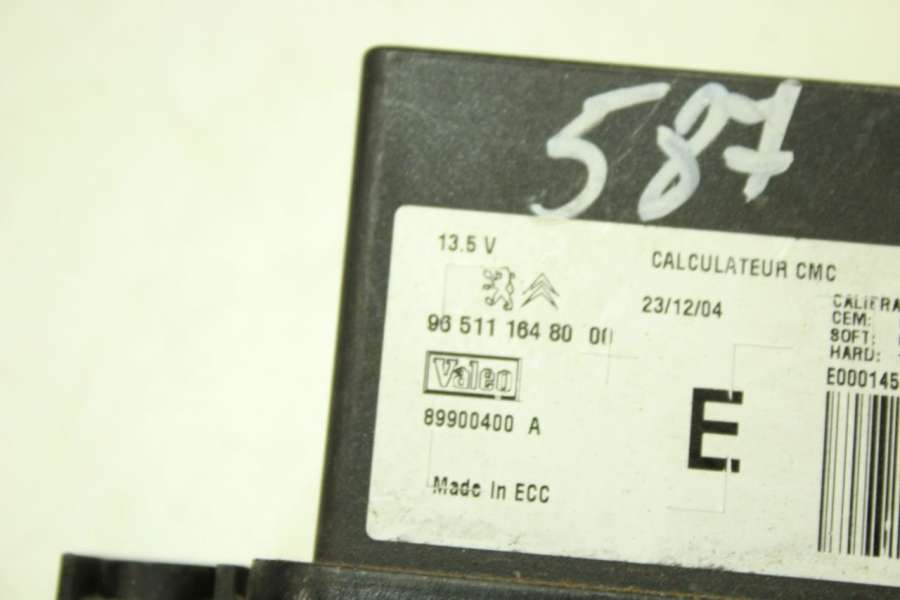 587
13.5 V
CALCULATEUR CMC
23/12/04
96 511 164 80 00
Valeo
89900400 A
Made In ECC
E
CALIBRA
CEM:
SOFT:
HARD:
E000145